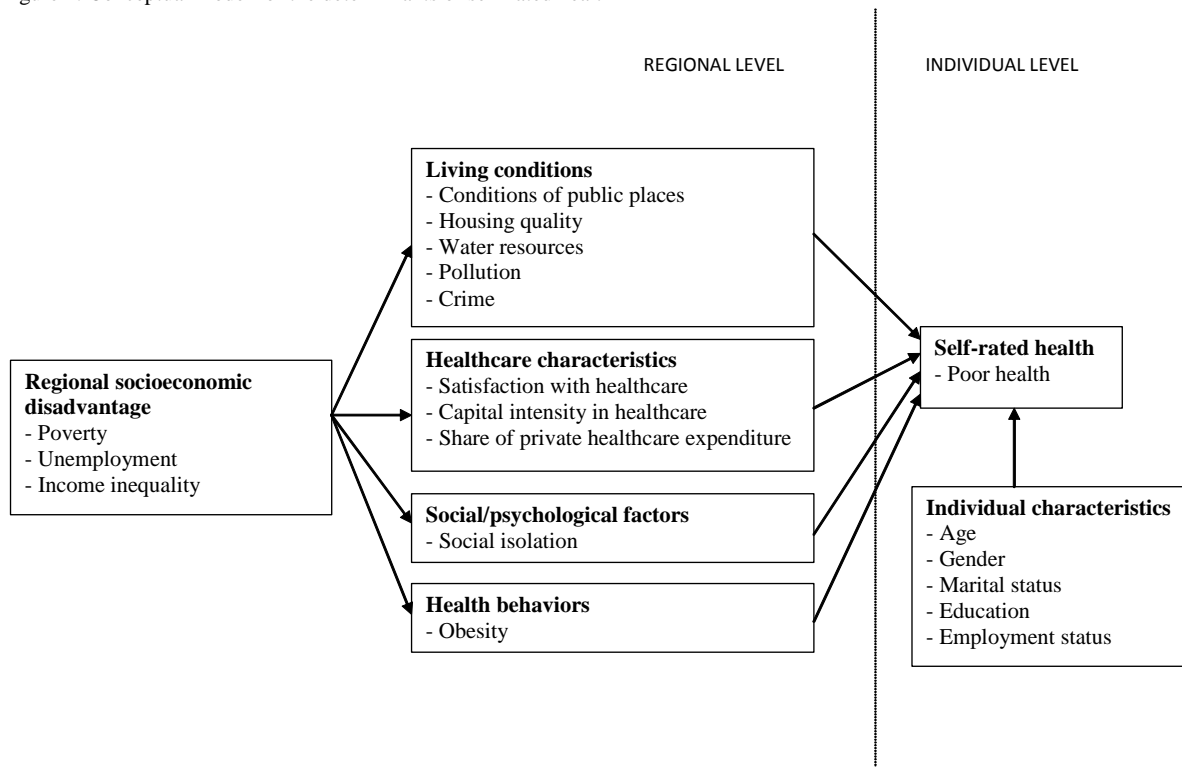 REGIONAL LEVEL
INDIVIDUAL LEVEL
Living conditions
- Conditions of public places
- Housing quality
- Water resources
- Pollution
- Crime
Healthcare characteristics
- Satisfaction with healthcare
- Capital intensity in healthcare
- Share of private healthcare expenditure
Regional socioeconomic
disadvantage
- Poverty
- Unemployment
- Income inequality
Social/psychological factors
- Social isolation
Health behaviors
- Obesity
Self-rated health
- Poor health
Individual characteristics
- Age
- Gender
- Marital status
- Education
- Employment status